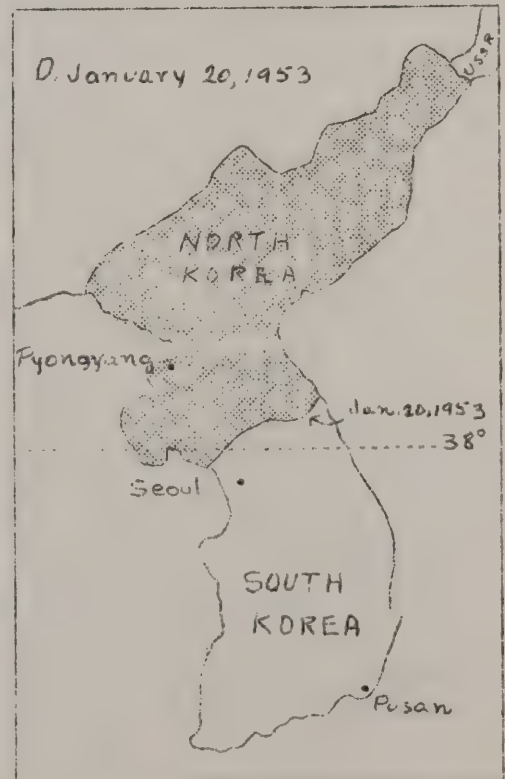 D. January 20, 1953
USSR
NORTH
KOREA
Pyongyang
Jan. 20, 1953
38°
Seoul
SOUTH
KOREA
Pusan